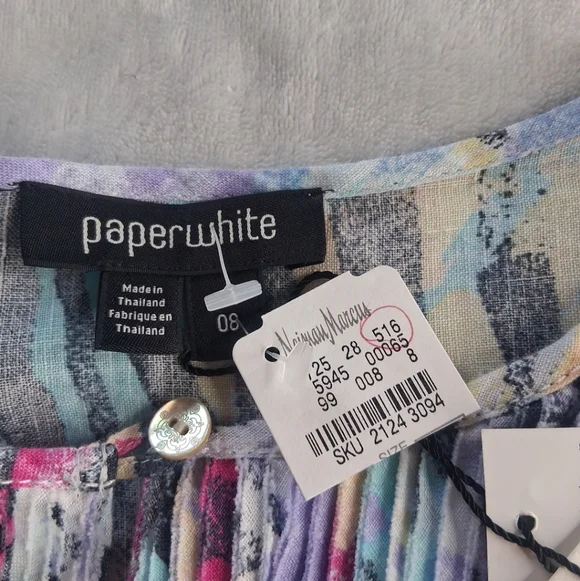 paperwhite
Made in
Thailand
Fabriqué en
Thailand
08
Neiman Marcus
516
25 28 00065
5945
99 008 8
SKU 2124 3094
SIZE